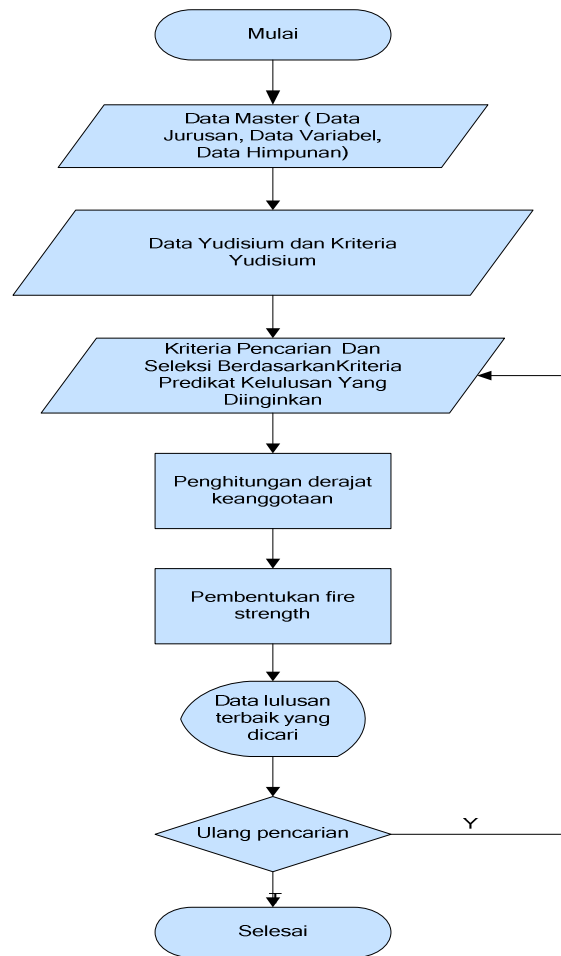 Mulai
Data Master ( Data
Jurusan, Data Variabel,
Data Himpunan)
Data Yudisium dan Kriteria
Yudisium
Kriteria Pencarian Dan
Seleksi BerdasarkanKriteria
Predikat Kelulusan Yang
Diinginkan
Penghitungan derajat
keanggotaan
Pembentukan fire
strength
Data lulusan
terbaik yang
dicari
Ulang pencarian
Y
T
Selesai